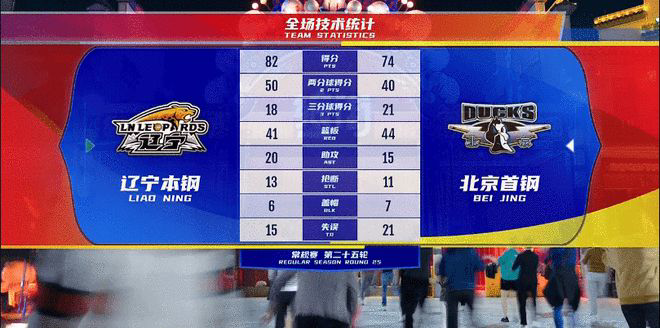 全场技术统计
TEAM STATISTICS
82 得分 74
PTS
50 两分球得分 40
2 PTS
18 三分球得分 21
3 PTS
41 篮板 44
REB
20 助攻 15
AST
13 抢断 11
STL
6 盖帽 7
BLK
15 失误 21
TO
LN LEOPARDS
辽宁
辽宁本钢
LIAO NING
DUCKS
北京首钢
BEI JING
常规赛 第二十五轮
REGULAR SEASON ROUND 25